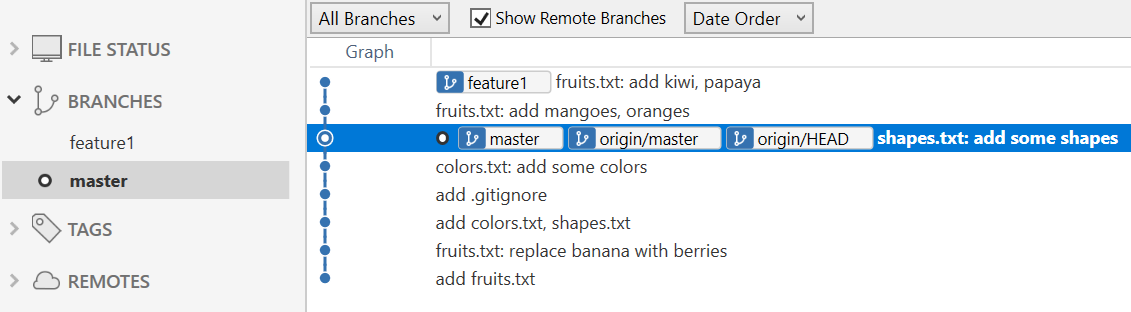 All Branches Show Remote Branches Date Order
FILE STATUS
BRANCHES
feature1
master
TAGS
REMOTES
Graph
feature1 fruits.txt: add kiwi, papaya
fruits.txt: add mangoes, oranges
master origin/master origin/HEAD shapes.txt: add some shapes
colors.txt: add some colors
add .gitignore
add colors.txt, shapes.txt
fruits.txt: replace banana with berries
add fruits.txt